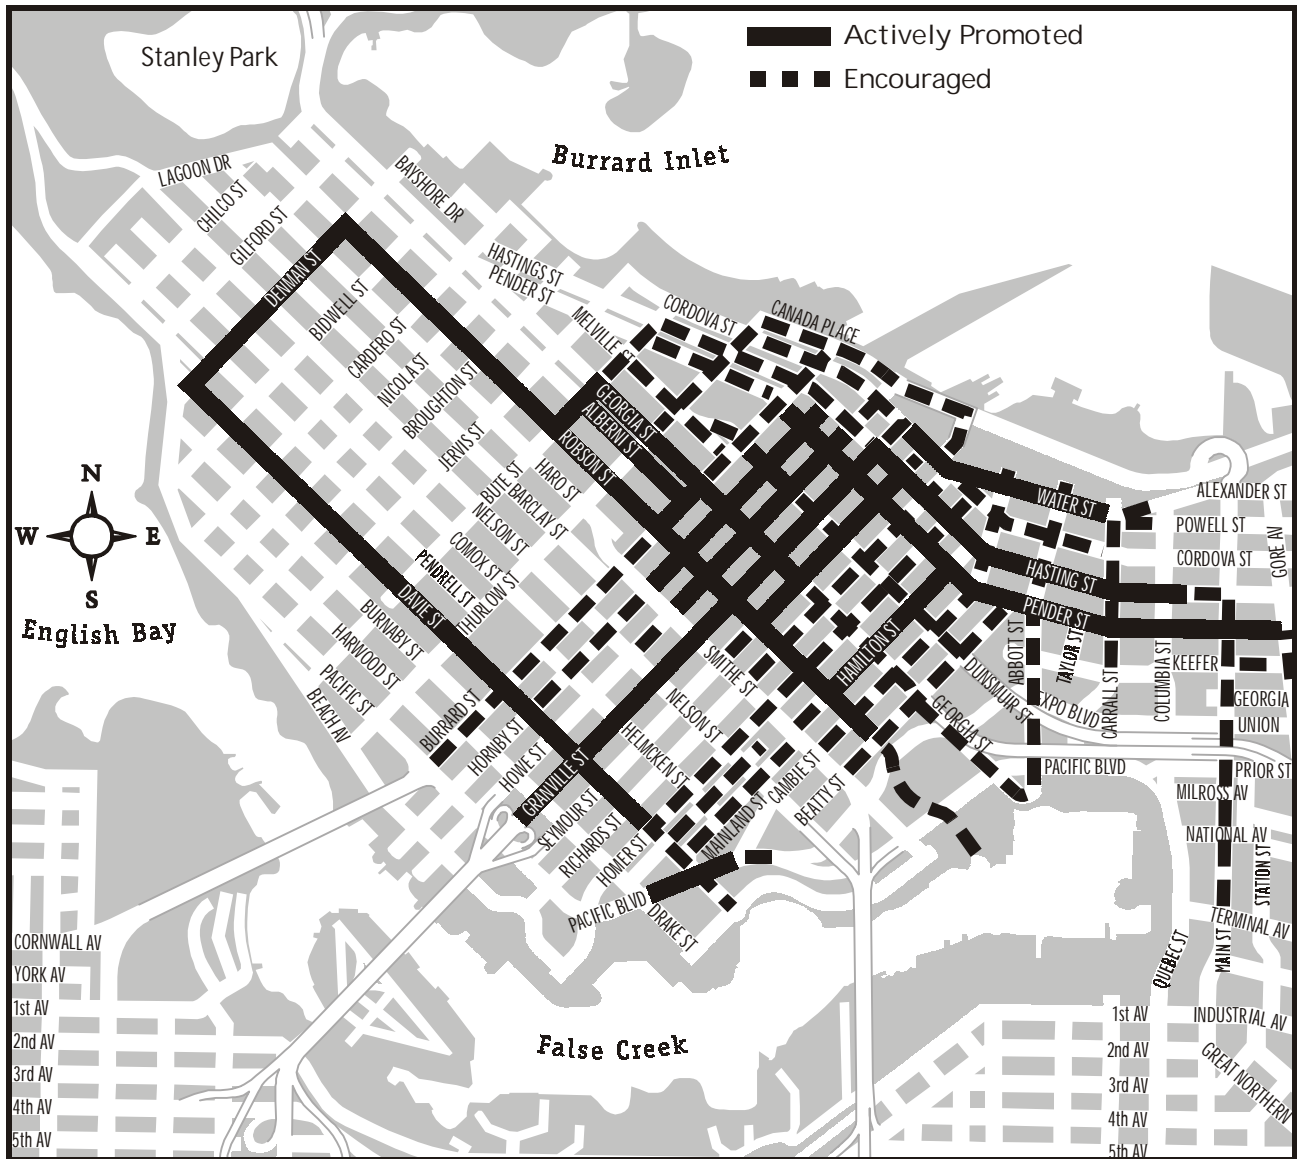 Stanley Park
Actively Promoted
Encouraged
Burrard Inlet
LAGOON DR
CHILCO ST
GILFORD ST
BAYSHORE DR
DENMAN ST
BIDWELL ST
CARDERO ST
NICOLA ST
BROUGHTON ST
JERVIS ST
HASTINGS ST
PENDER ST
MELVILLE ST
CORDOVA ST
CANADA PLACE
GEORGIA ST
ALBERNI ST
ROBSON ST
HARO ST
BUTE ST
BARCLAY ST
NELSON ST
COMOX ST
PENDRELL ST
THURLOW ST
DAVIE ST
BURNABY ST
HARWOOD ST
PACIFIC ST
BEACH AV
N
W
E
S
English Bay
WATER ST
ALEXANDER ST
POWELL ST
CORDOVA ST
GORE AV
HASTING ST
PENDER ST
ABBOTT ST
TAYLOR ST
CARRALL ST
COLUMBIA ST
KEEFER
GEORGIA
UNION
EXPO BLVD
DUNSMUIR ST
GEORGIA ST
HAMILTON ST
SMITHE ST
NELSON ST
HELMCKEN ST
BURRARD ST
HORNBY ST
HOWE ST
GRANVILLE ST
SEYMOUR ST
RICHARDS ST
HOMER ST
MAINLAND ST
CAMBIE ST
BEATTY ST
PACIFIC BLVD
DRAKE ST
PACIFIC BLVD
PRIOR ST
MILROSS AV
NATIONAL AV
STATION ST
TERMINAL AV
MAIN ST
QUEBEC ST
INDUSTRIAL AV
GREAT NORTHERN
False Creek
CORNWALL AV
YORK AV
1st AV
2nd AV
3rd AV
4th AV
5th AV
1st AV
2nd AV
3rd AV
4th AV
5th AV